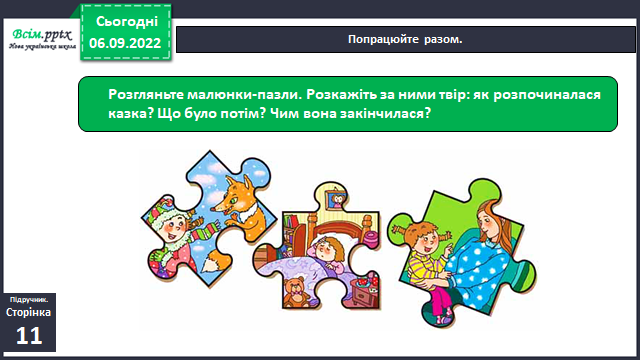 Всім.pptx
Нова українська школа
Сьогодні
06.09.2022
Попрацюйте разом.
Розгляньте малюнки-пазли. Розкажіть за ними твір: як розпочиналася
казка? Що було потім? Чим вона закінчилася?
Підручник.
Сторінка
11